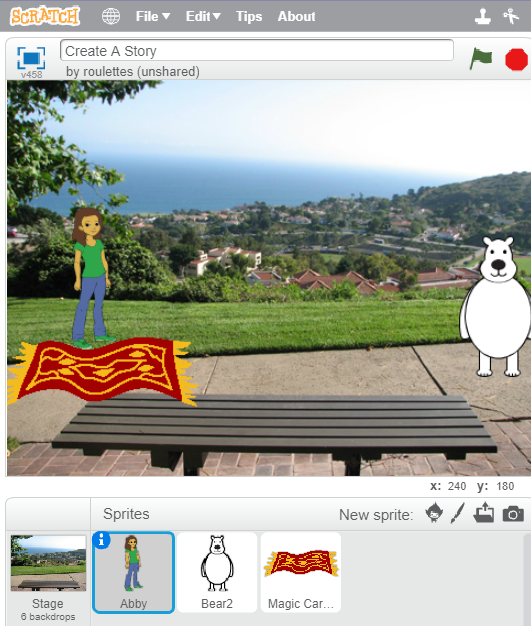 SCRATCH File Edit Tips About
Create A Story
v458 by roulettes (unshared)
x: 240 y: 180
Sprites New sprite:
Stage
6 backdrops
Abby Bear2 Magic Car...